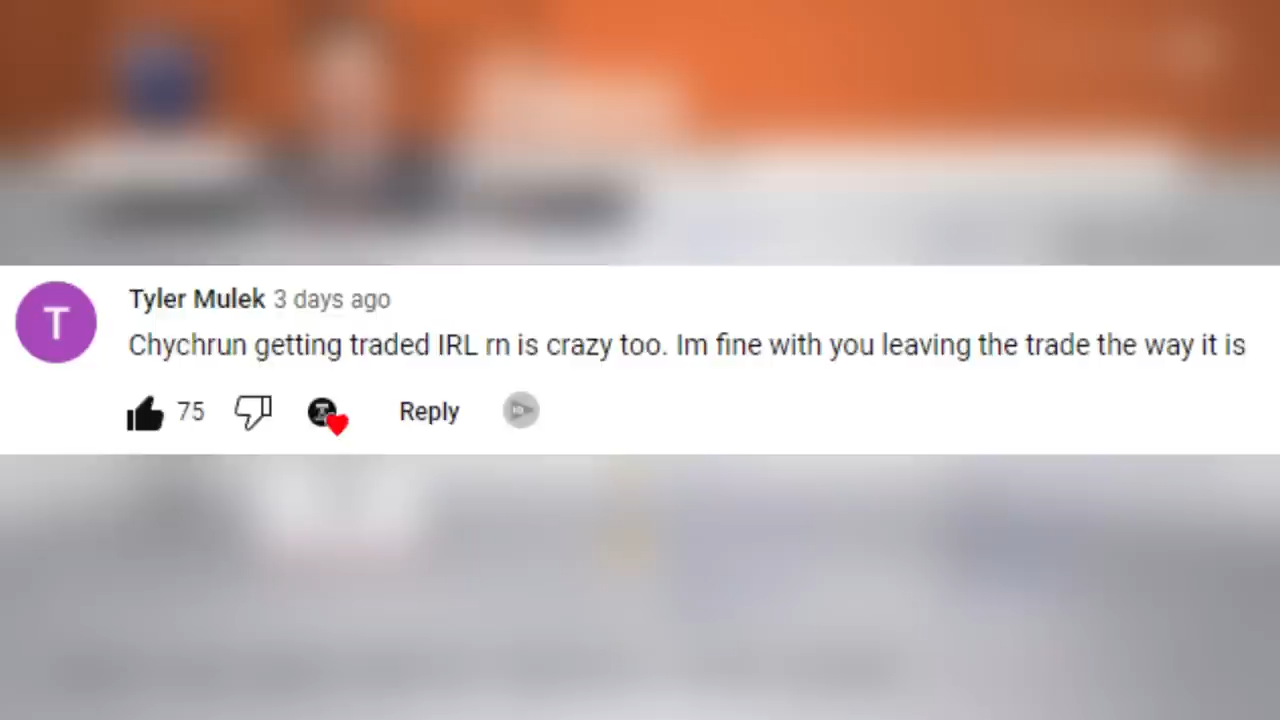 T
Tyler Mulek 3 days ago
Chychrun getting traded IRL rn is crazy too. Im fine with you leaving the trade the way it is
75
Reply